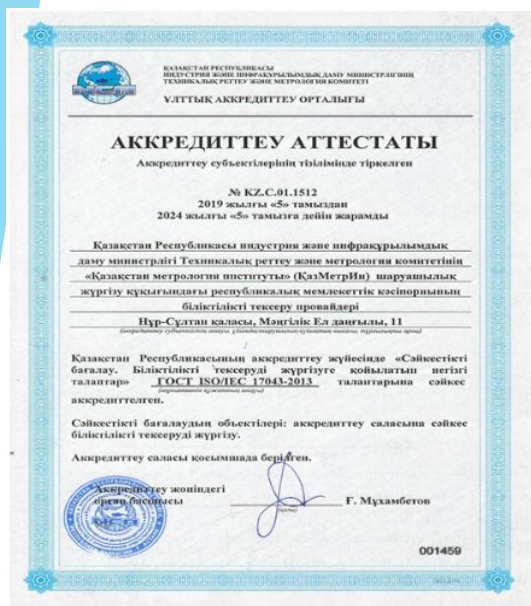 ҚАЗАҚСТАН РЕСПУБЛИКАСЫ
ИНДУСТРИЯ ЖӘНЕ ИНФРАҚҰРЫЛЫМДЫҚ ДАМУ МИНИСТРЛІГІНІҢ
ТЕХНИКАЛЫҚ РЕТТЕУ ЖӘНЕ МЕТРОЛОГИЯ КОМИТЕТІ
ҰЛТТЫҚ АККРЕДИТТЕУ ОРТАЛЫҒЫ
АККРЕДИТТЕУ АТТЕСТАТЫ
Аккредиттеу субъектілерінің тізілімінде тіркелген
№ KZ.C.01.1512
2019 жылғы «5» тамыздан
2024 жылғы «5» тамызға дейін жарамды
Қазақстан Республикасы индустрия және инфрақұрылымдық
даму министрлігі Техникалық реттеу және метрология комитетінің
«Қазақстан метрология институты» (ҚазМетрИн) шаруашылық
жүргізу құқығындағы республикалық мемлекеттік кәсіпорнының
біліктілікті тексеру провайдері
Нұр-Сұлтан қаласы, Мәңгілік Ел даңғылы, 11
Қазақстан Республикасының аккредиттеу жүйесінде «Сәйкестікті
бағалау. Біліктілікті тексеруді жүргізуге қойылатын негізгі
талаптар» ГОСТ ISO/IEC 17043-2013 талаптарына сәйкес
(нормативтік құжаттың атауы)
аккредиттелген.
Сәйкестікті бағалаудың объектілері: аккредиттеу саласына сәйкес
біліктілікті тексеруді жүргізу.
Аккредиттеу саласы қосымшада берілген.
Аккредиттеу жөніндегі
орган басшысы Ғ. Мұхамбетов
(қолы)
001459